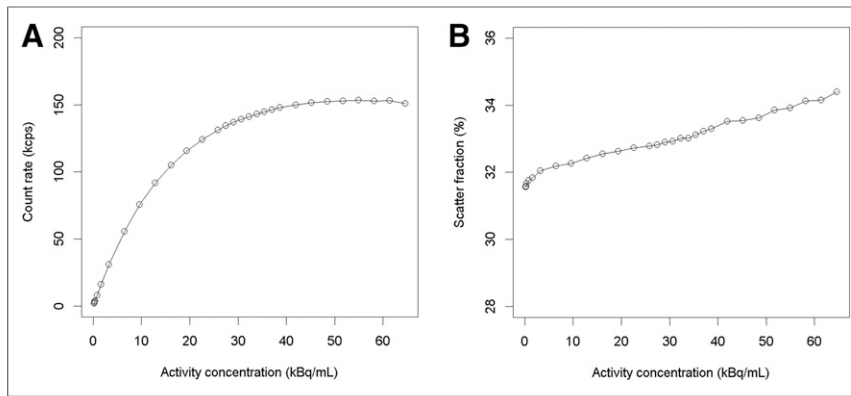 A
Count rate (kcps)
200
150
100
50
0
0 10 20 30 40 50 60
Activity concentration (kBq/mL)
B
Scatter fraction (%)
36
34
32
30
28
0 10 20 30 40 50 60
Activity concentration (kBq/mL)